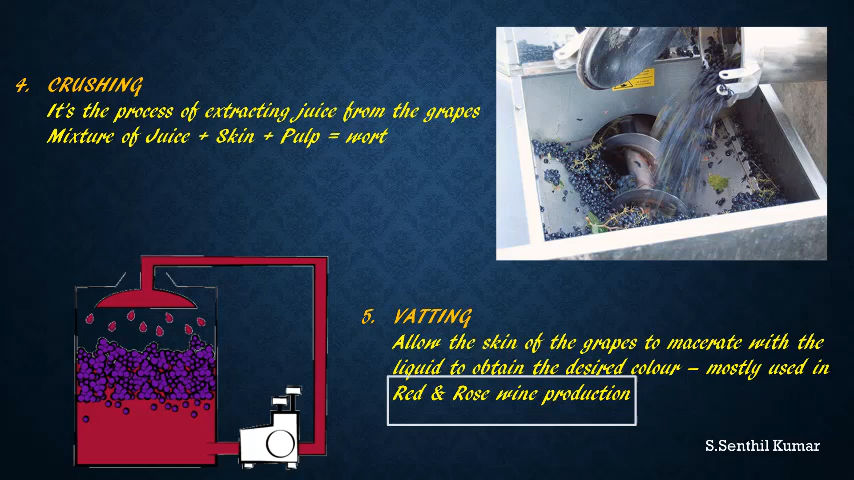 4. CRUSHING
It's the process of extracting juice from the grapes
Mixture of Juice + Skin + Pulp = wort
5. VATTING
Allow the skin of the grapes to macerate with the
liquid to obtain the desired colour – mostly used in
Red & Rose wine production
S.Senthil Kumar